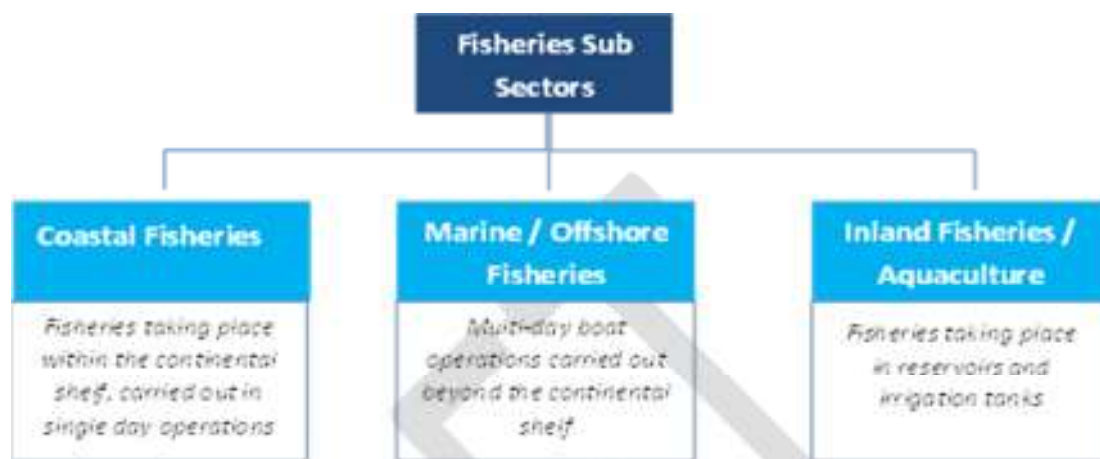 Fisheries Sub
Sectors
Coastal Fisheries
Fisheries taking place
within the continental
shelf, carried out in
single day operations
Marine / Offshore
Fisheries
Multi-day boat
operations carried out
beyond the continental
shelf
Inland Fisheries /
Aquaculture
Fisheries taking place
in reservoirs and
irrigation tanks